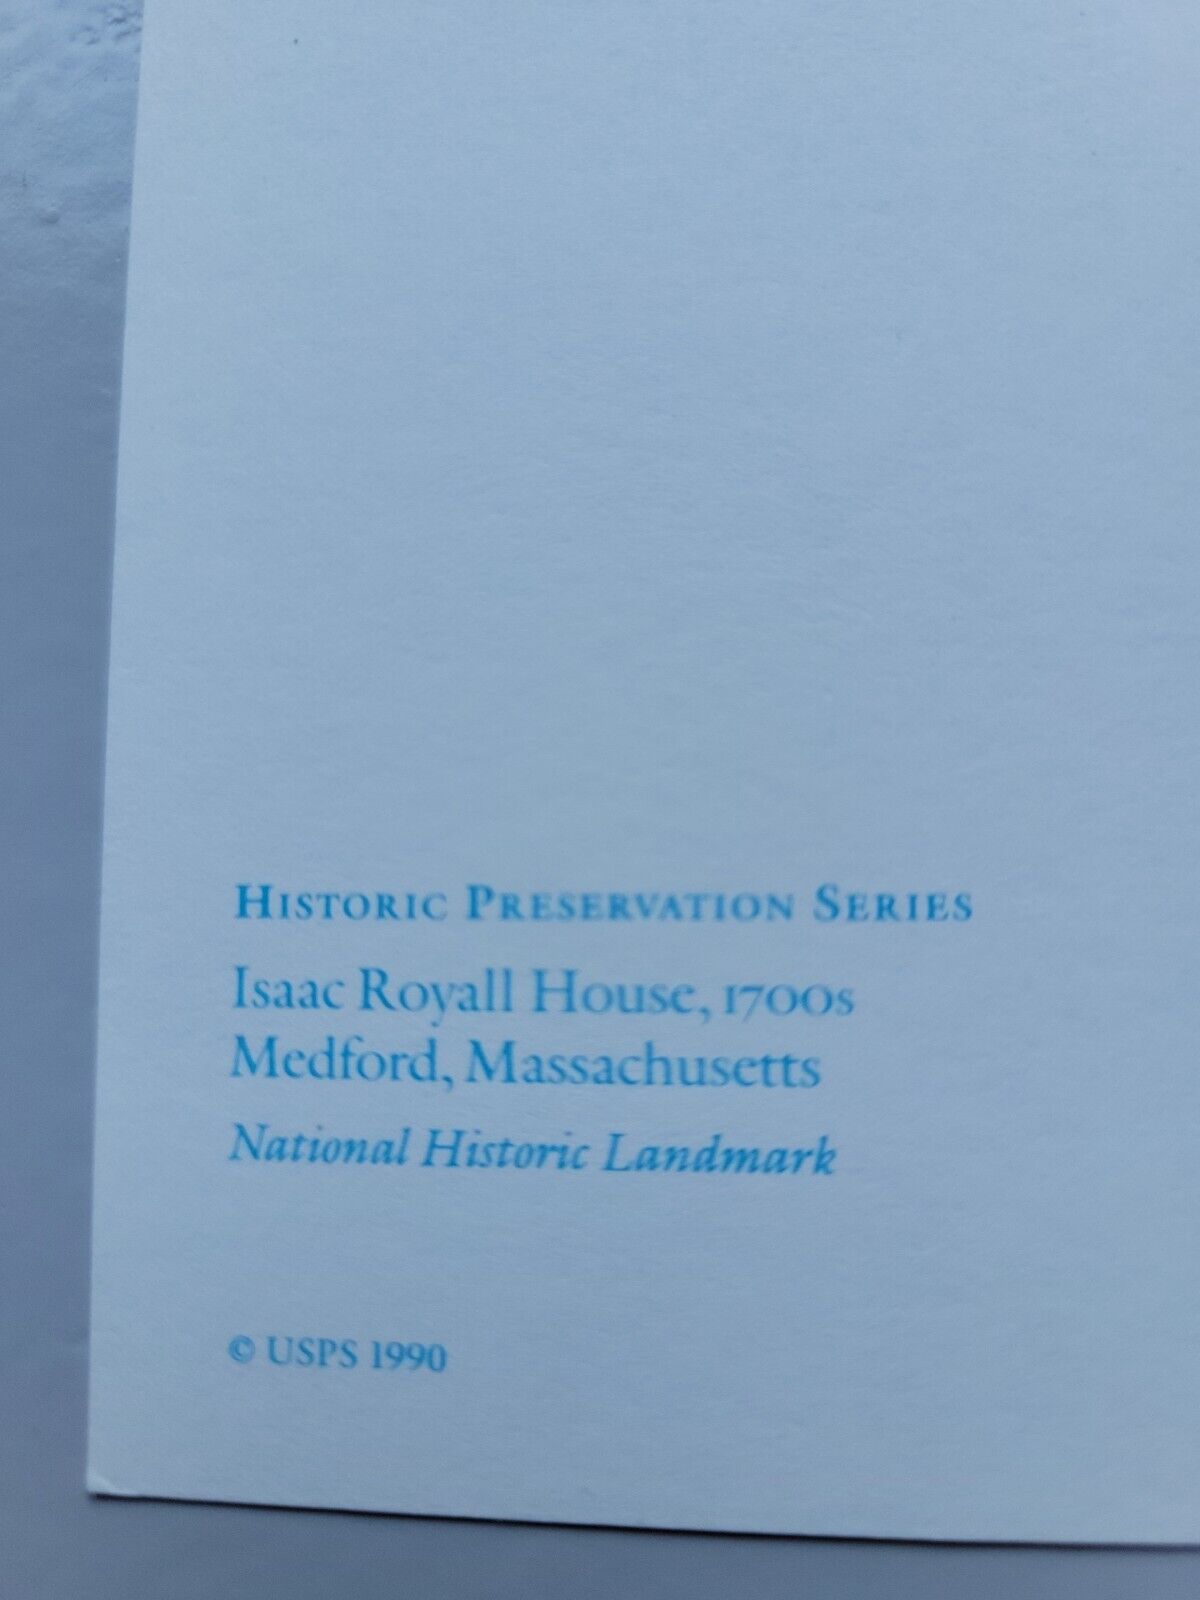 HISTORIC PRESERVATION SERIES
Isaac Royall House, 1700s
Medford, Massachusetts
National Historic Landmark
© USPS 1990